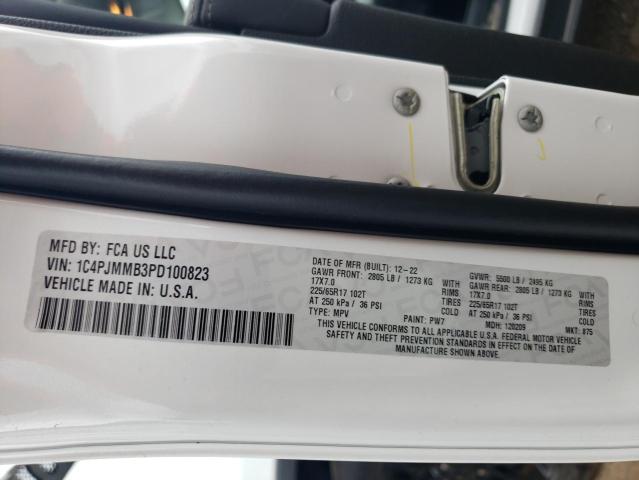 MFD BY: FCA US LLC
VIN: 1C4PJMMB3PD100823
VEHICLE MADE IN: U.S.A.
DATE OF MFR (BUILT): 12-22 GVWR: 5500 LB / 2495 KG
GAWR FRONT: 2805 LB / 1273 KG WITH GAWR REAR: 2805 LB / 1273 KG WITH
17X7.0 RIMS 17X7.0 RIMS
225/65R17 102T TIRES 225/65R17 102T TIRES
AT 250 kPa / 36 PSI COLD AT 250 kPa / 36 PSI COLD
TYPE: MPV PAINT: PW7 MDH: 120209 MKT: 875
THIS VEHICLE CONFORMS TO ALL APPLICABLE U.S.A. FEDERAL MOTOR VEHICLE
SAFETY AND THEFT PREVENTION STANDARDS IN EFFECT ON THE DATE OF
MANUFACTURE SHOWN ABOVE.